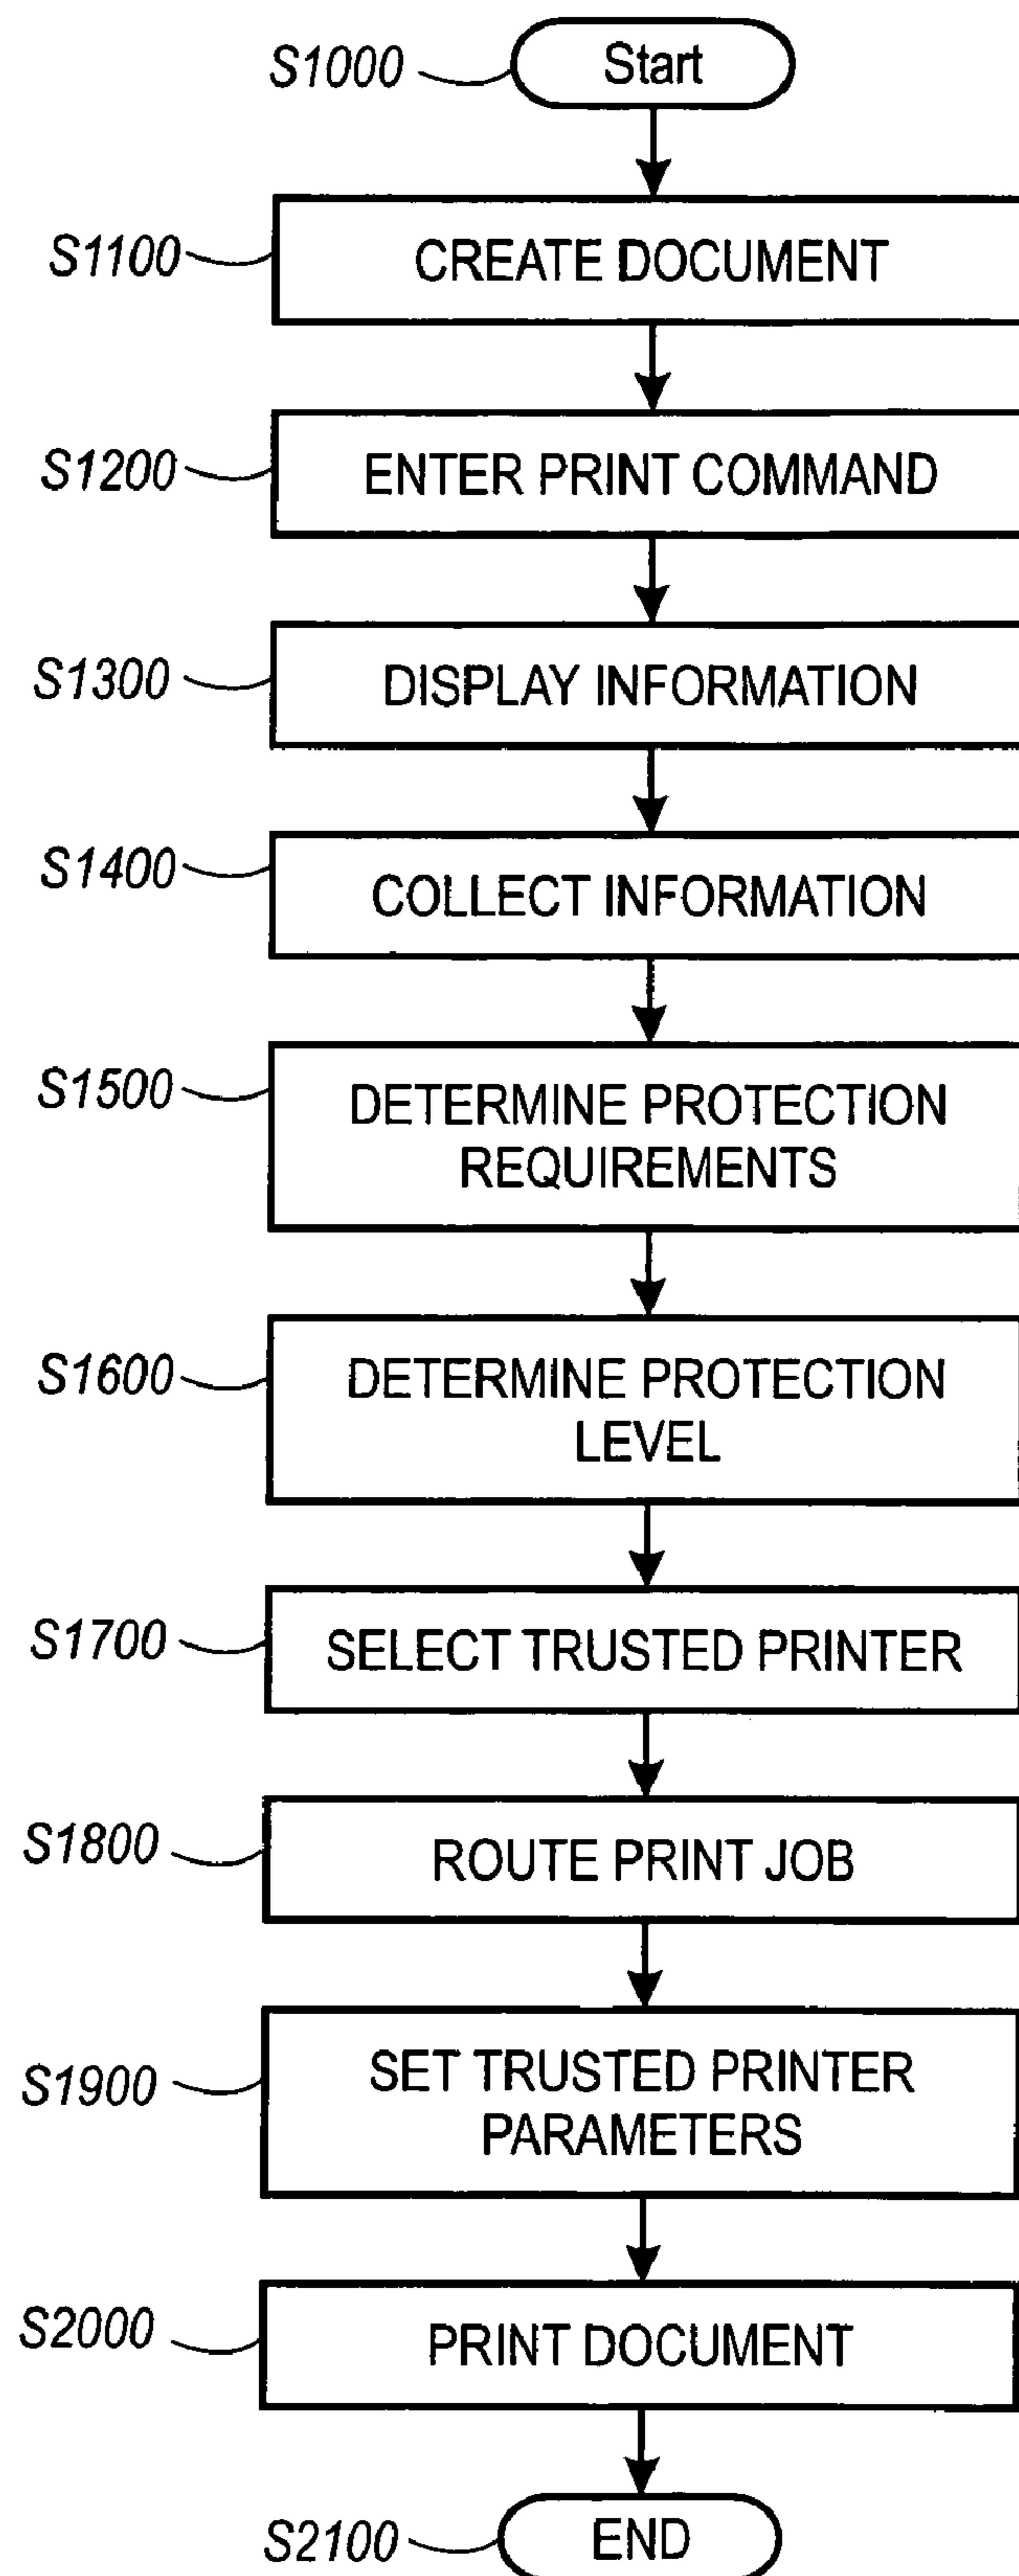 S1000 Start
S1100 CREATE DOCUMENT
S1200 ENTER PRINT COMMAND
S1300 DISPLAY INFORMATION
S1400 COLLECT INFORMATION
S1500 DETERMINE PROTECTION
REQUIREMENTS
S1600 DETERMINE PROTECTION
LEVEL
S1700 SELECT TRUSTED PRINTER
S1800 ROUTE PRINT JOB
S1900 SET TRUSTED PRINTER
PARAMETERS
S2000 PRINT DOCUMENT
S2100 END